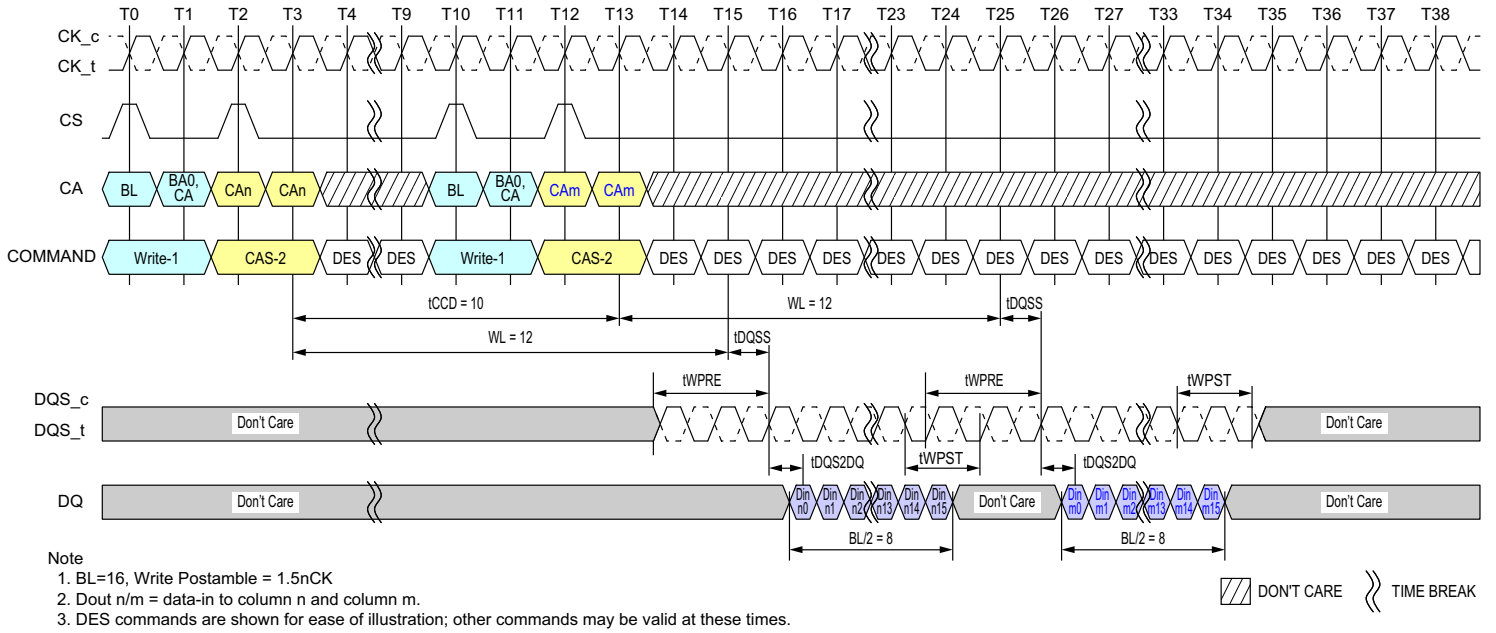 T0 T1 T2 T3 T4 T9 T10 T11 T12 T13 T14 T15 T16 T17 T23 T24 T25 T26 T27 T33 T34 T35 T36 T37 T38
CK_c
CK_t
CS
CA BL BA0, CA CAn CAn BL BA0, CA CAm CAm
COMMAND Write-1 CAS-2 DES DES Write-1 CAS-2 DES DES DES DES DES DES DES DES DES DES DES DES DES DES DES
tCCD = 10 WL = 12 tDQSS
WL = 12 tDQSS
tWPRE tWPRE tWPST
DQS_c
DQS_t Don't Care Don't Care
tDQS2DQ tWPST tDQS2DQ
DQ Don't Care Din n0 Din n1 Din n2 Din n13 Din n14 Din n15 Don't Care Din m0 Din m1 Din m2 Din m13 Din m14 Din m15 Don't Care
BL/2 = 8 BL/2 = 8
Note
1. BL=16, Write Postamble = 1.5nCK
2. Dout n/m = data-in to column n and column m.
3. DES commands are shown for ease of illustration; other commands may be valid at these times.
DON'T CARE TIME BREAK